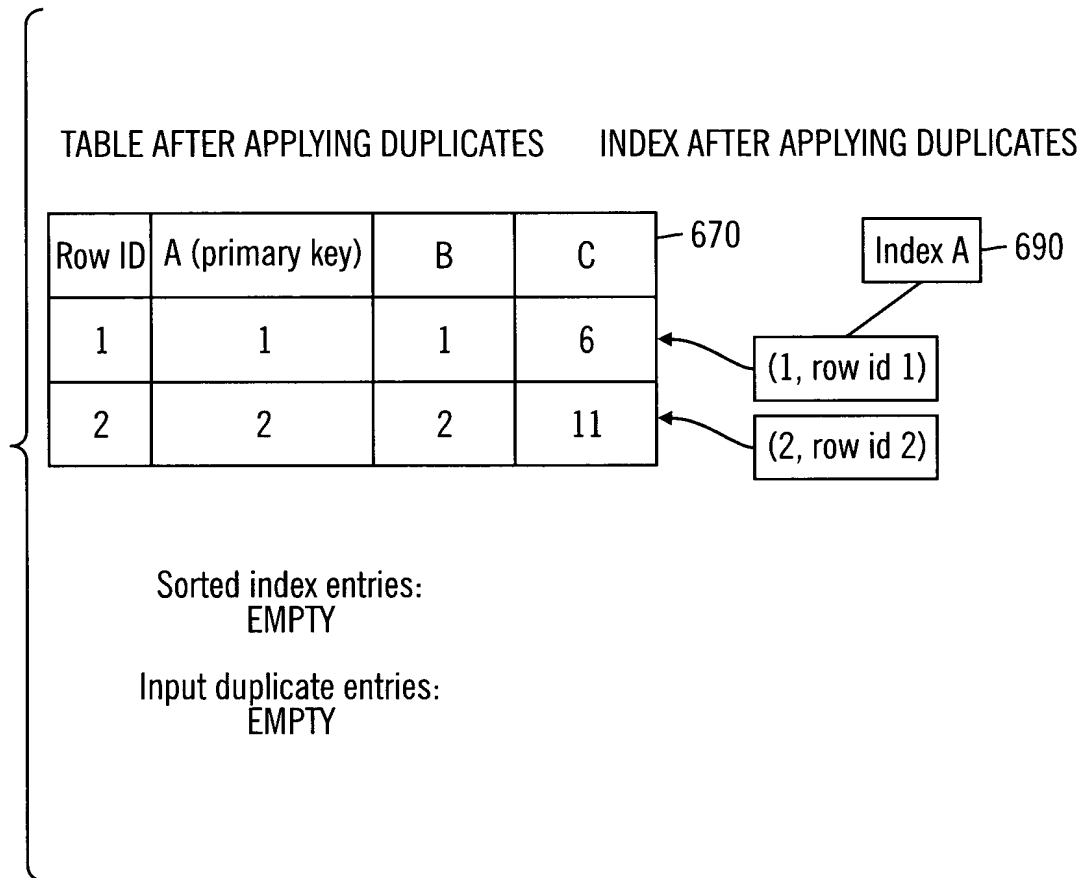 TABLE AFTER APPLYING DUPLICATES
INDEX AFTER APPLYING DUPLICATES
Row ID A (primary key) B C
670
1 1 1 6
2 2 2 11
Index A
690
(1, row id 1)
(2, row id 2)
Sorted index entries:
EMPTY
Input duplicate entries:
EMPTY